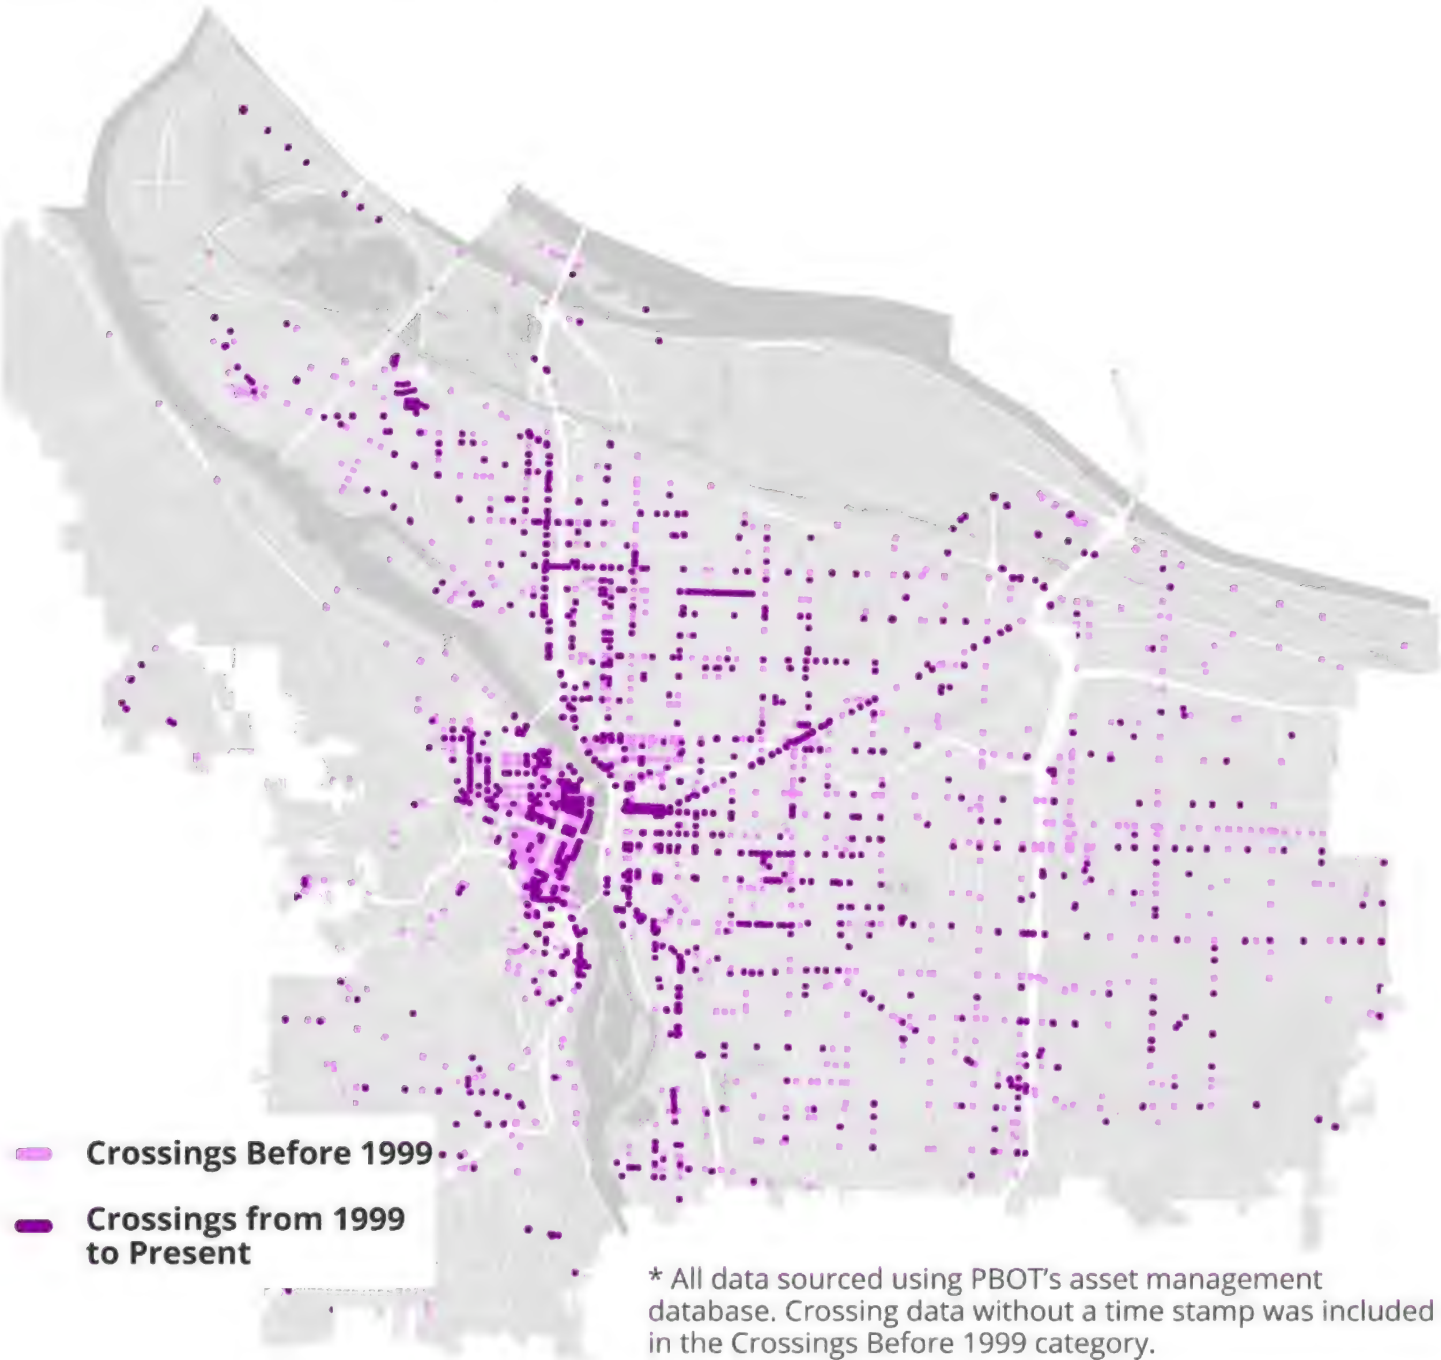 Crossings Before 1999
Crossings from 1999
to Present
* All data sourced using PBOT's asset management
database. Crossing data without a time stamp was included
in the Crossings Before 1999 category.